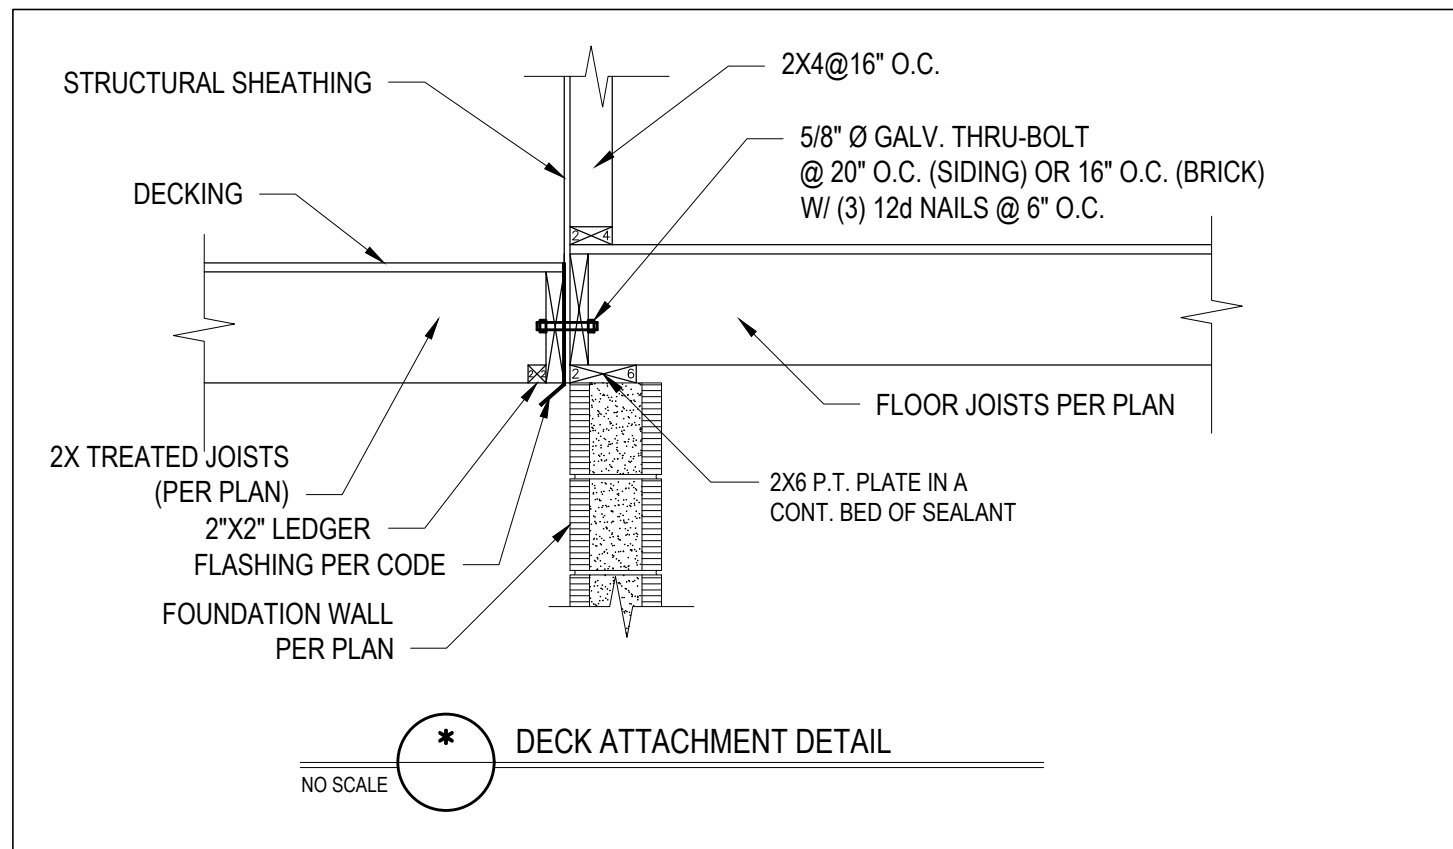 STRUCTURAL SHEATHING
2X4@16" O.C.
5/8" Ø GALV. THRU-BOLT
@ 20" O.C. (SIDING) OR 16" O.C. (BRICK)
W/ (3) 12d NAILS @ 6" O.C.
DECKING
2 4
2 2
2 6
FLOOR JOISTS PER PLAN
2X TREATED JOISTS
(PER PLAN)
2"X2" LEDGER
FLASHING PER CODE
2X6 P.T. PLATE IN A
CONT. BED OF SEALANT
FOUNDATION WALL
PER PLAN
*
DECK ATTACHMENT DETAIL
NO SCALE